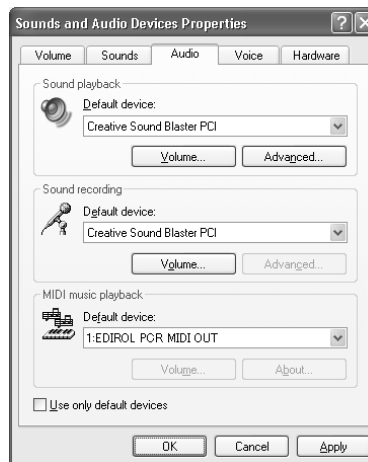 Sounds and Audio Devices Properties
Volume Sounds Audio Voice Hardware
Sound playback
Default device:
Creative Sound Blaster PCI
Volume... Advanced...
Sound recording
Default device:
Creative Sound Blaster PCI
Volume... Advanced...
MIDI music playback
Default device:
1:EDIROL PCR MIDI OUT
Volume... About...
Use only default devices
OK Cancel Apply